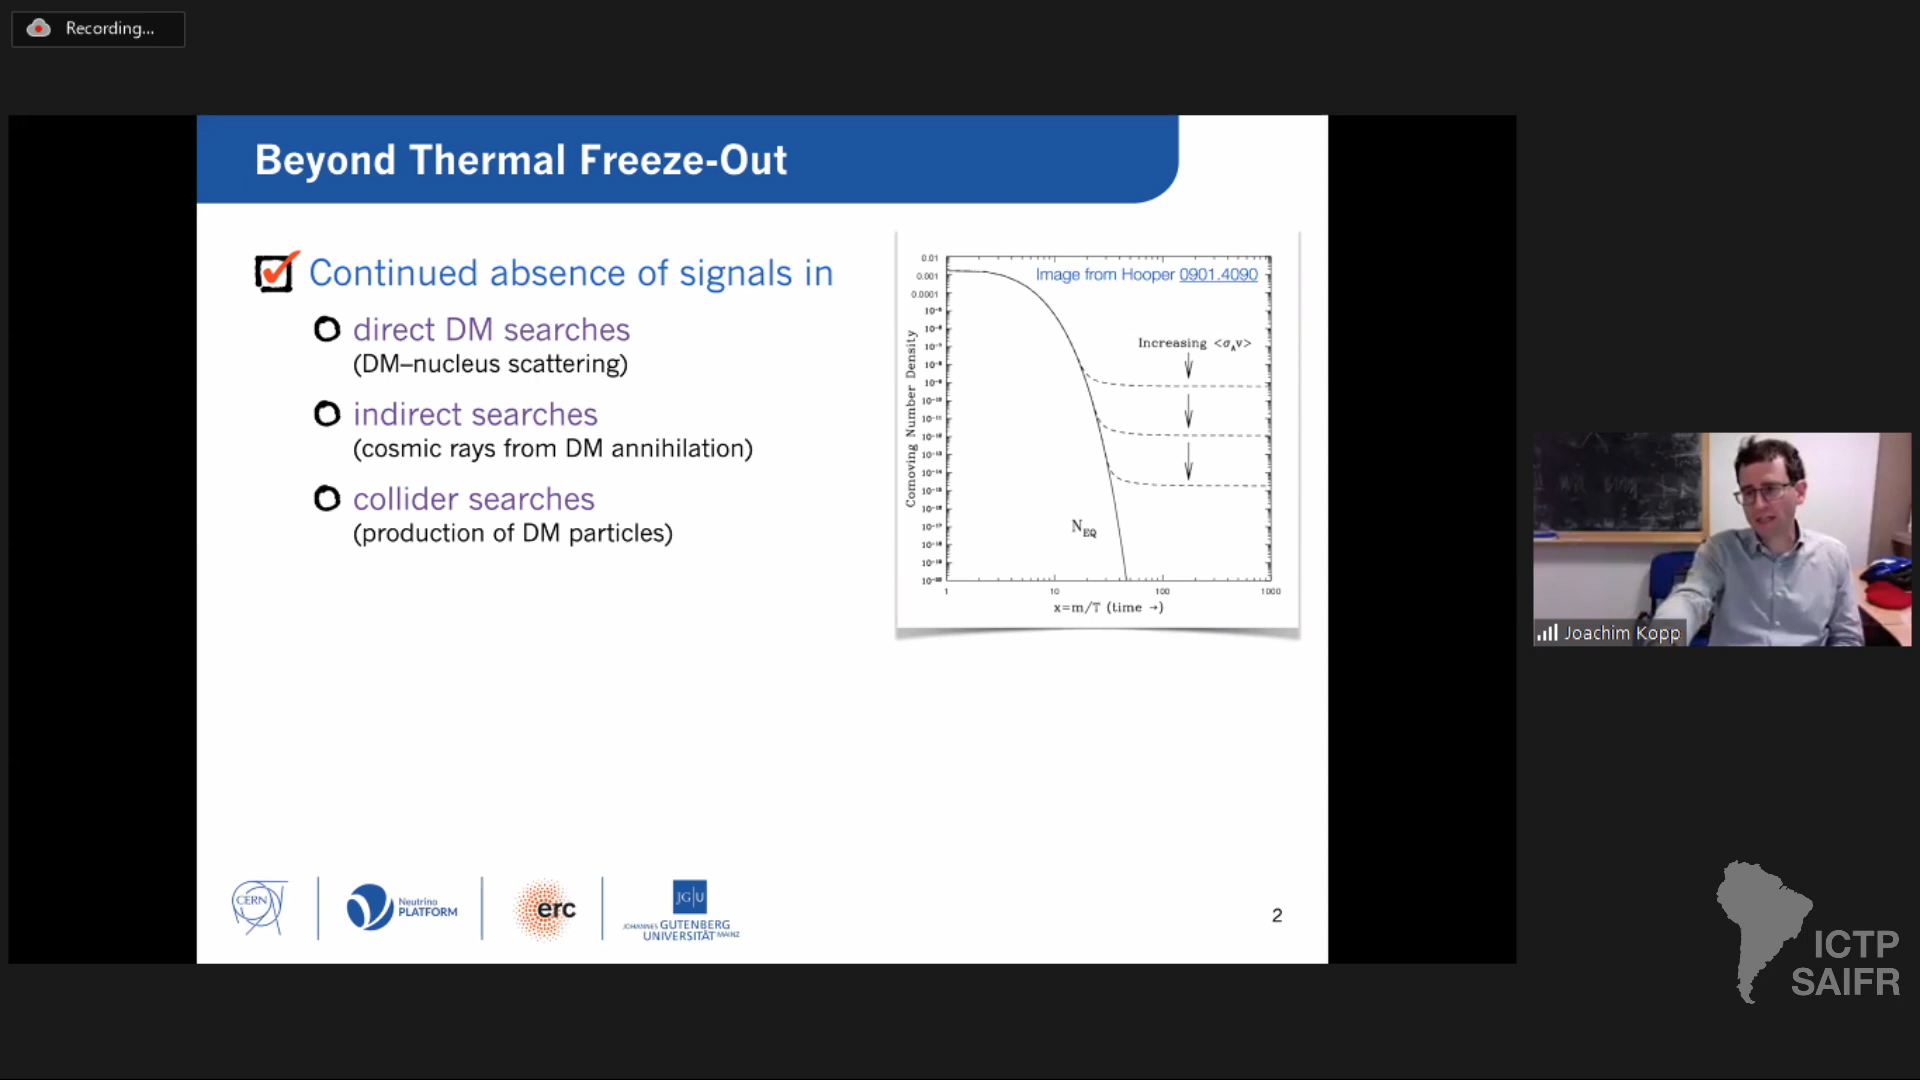 Recording...
Beyond Thermal Freeze-Out
Continued absence of signals in
direct DM searches
(DM–nucleus scattering)
indirect searches
(cosmic rays from DM annihilation)
collider searches
(production of DM particles)
Image from Hooper 0901.4090
0.01
0.001
0.0001
Increasing <σ_A v>
Comoving Number Density
N_EQ
1 10 100 1000
x=m/T (time →)
CERN
Neutrino
PLATFORM
erc
JG|U
JOHANNES GUTENBERG
UNIVERSITÄT MAINZ
2
Joachim Kopp
ICTP
SAIFR